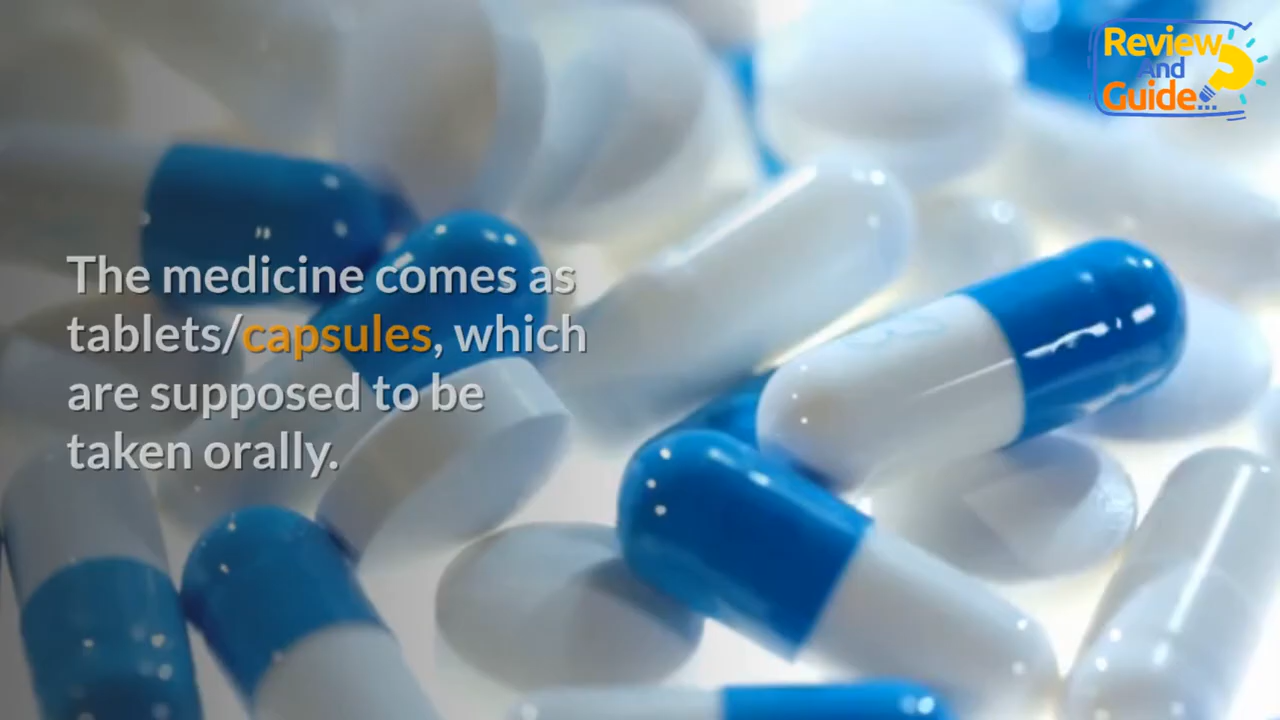 Review
And
Guide...
The medicine comes as
tablets/capsules, which
are supposed to be
taken orally.